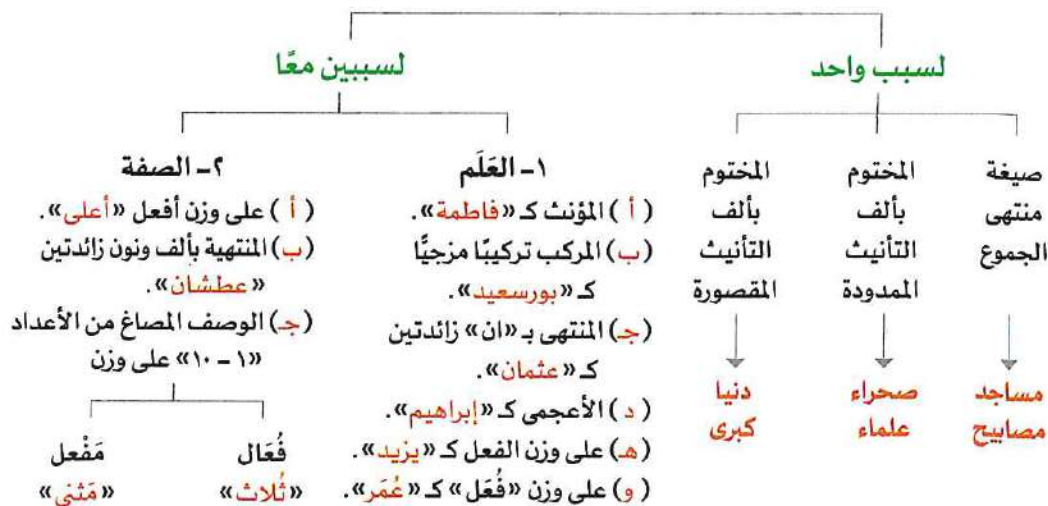 لسبب واحد
صيغة
منتهى
الجموع
مساجد
مصابيح
المختوم
بألف
التأنيث
الممدودة
صحراء
علماء
المختوم
بألف
التأنيث
المقصورة
دنيا
كبرى
لسببين معًا
١- العَلَم
( أ ) المؤنث كـ «فاطمة».
(ب) المركب تركيبًا مزجيًّا
كـ «بورسعيد».
(جـ) المنتهى بـ «ان» زائدتين
كـ «عثمان».
( د ) الأعجمى كـ «إبراهيم».
(هـ) على وزن الفعل كـ «يزيد».
(و) على وزن «فُعَل» كـ «عُمَر».
٢- الصفة
( أ ) على وزن أفعل «أعلى».
(ب) المنتهية بألف ونون زائدتين
«عطشان».
(جـ) الوصف المصاغ من الأعداد
«١ - ١٠» على وزن
فُعَال
«ثُلاث»
مَفْعل
«مَثنى»